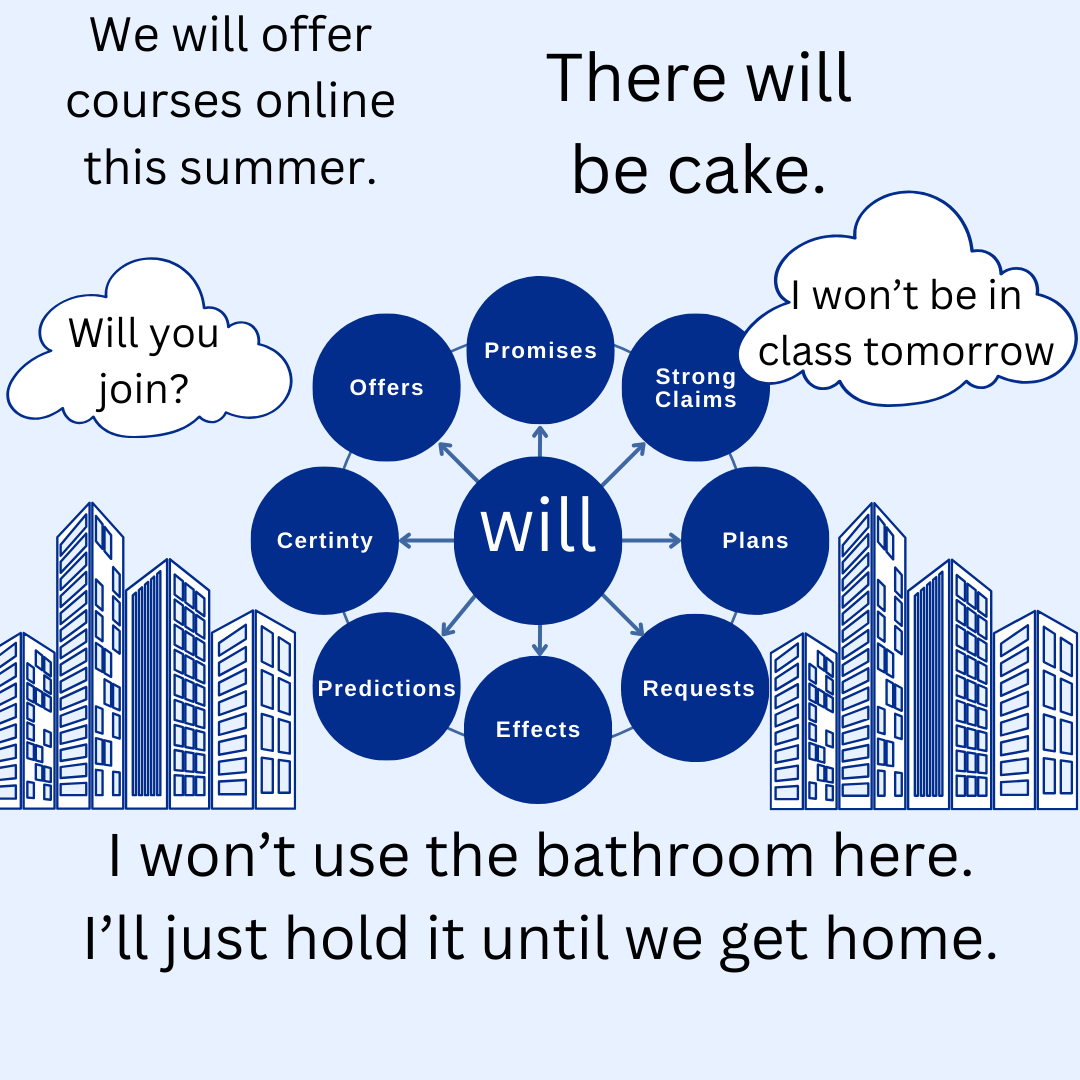 We will offer
courses online
this summer.
There will
be cake.
Will you
join?
I won’t be in
class tomorrow
Promises
Offers
Strong
Claims
Certinty
will
Plans
Predictions
Effects
Requests
I won’t use the bathroom here.
I’ll just hold it until we get home.